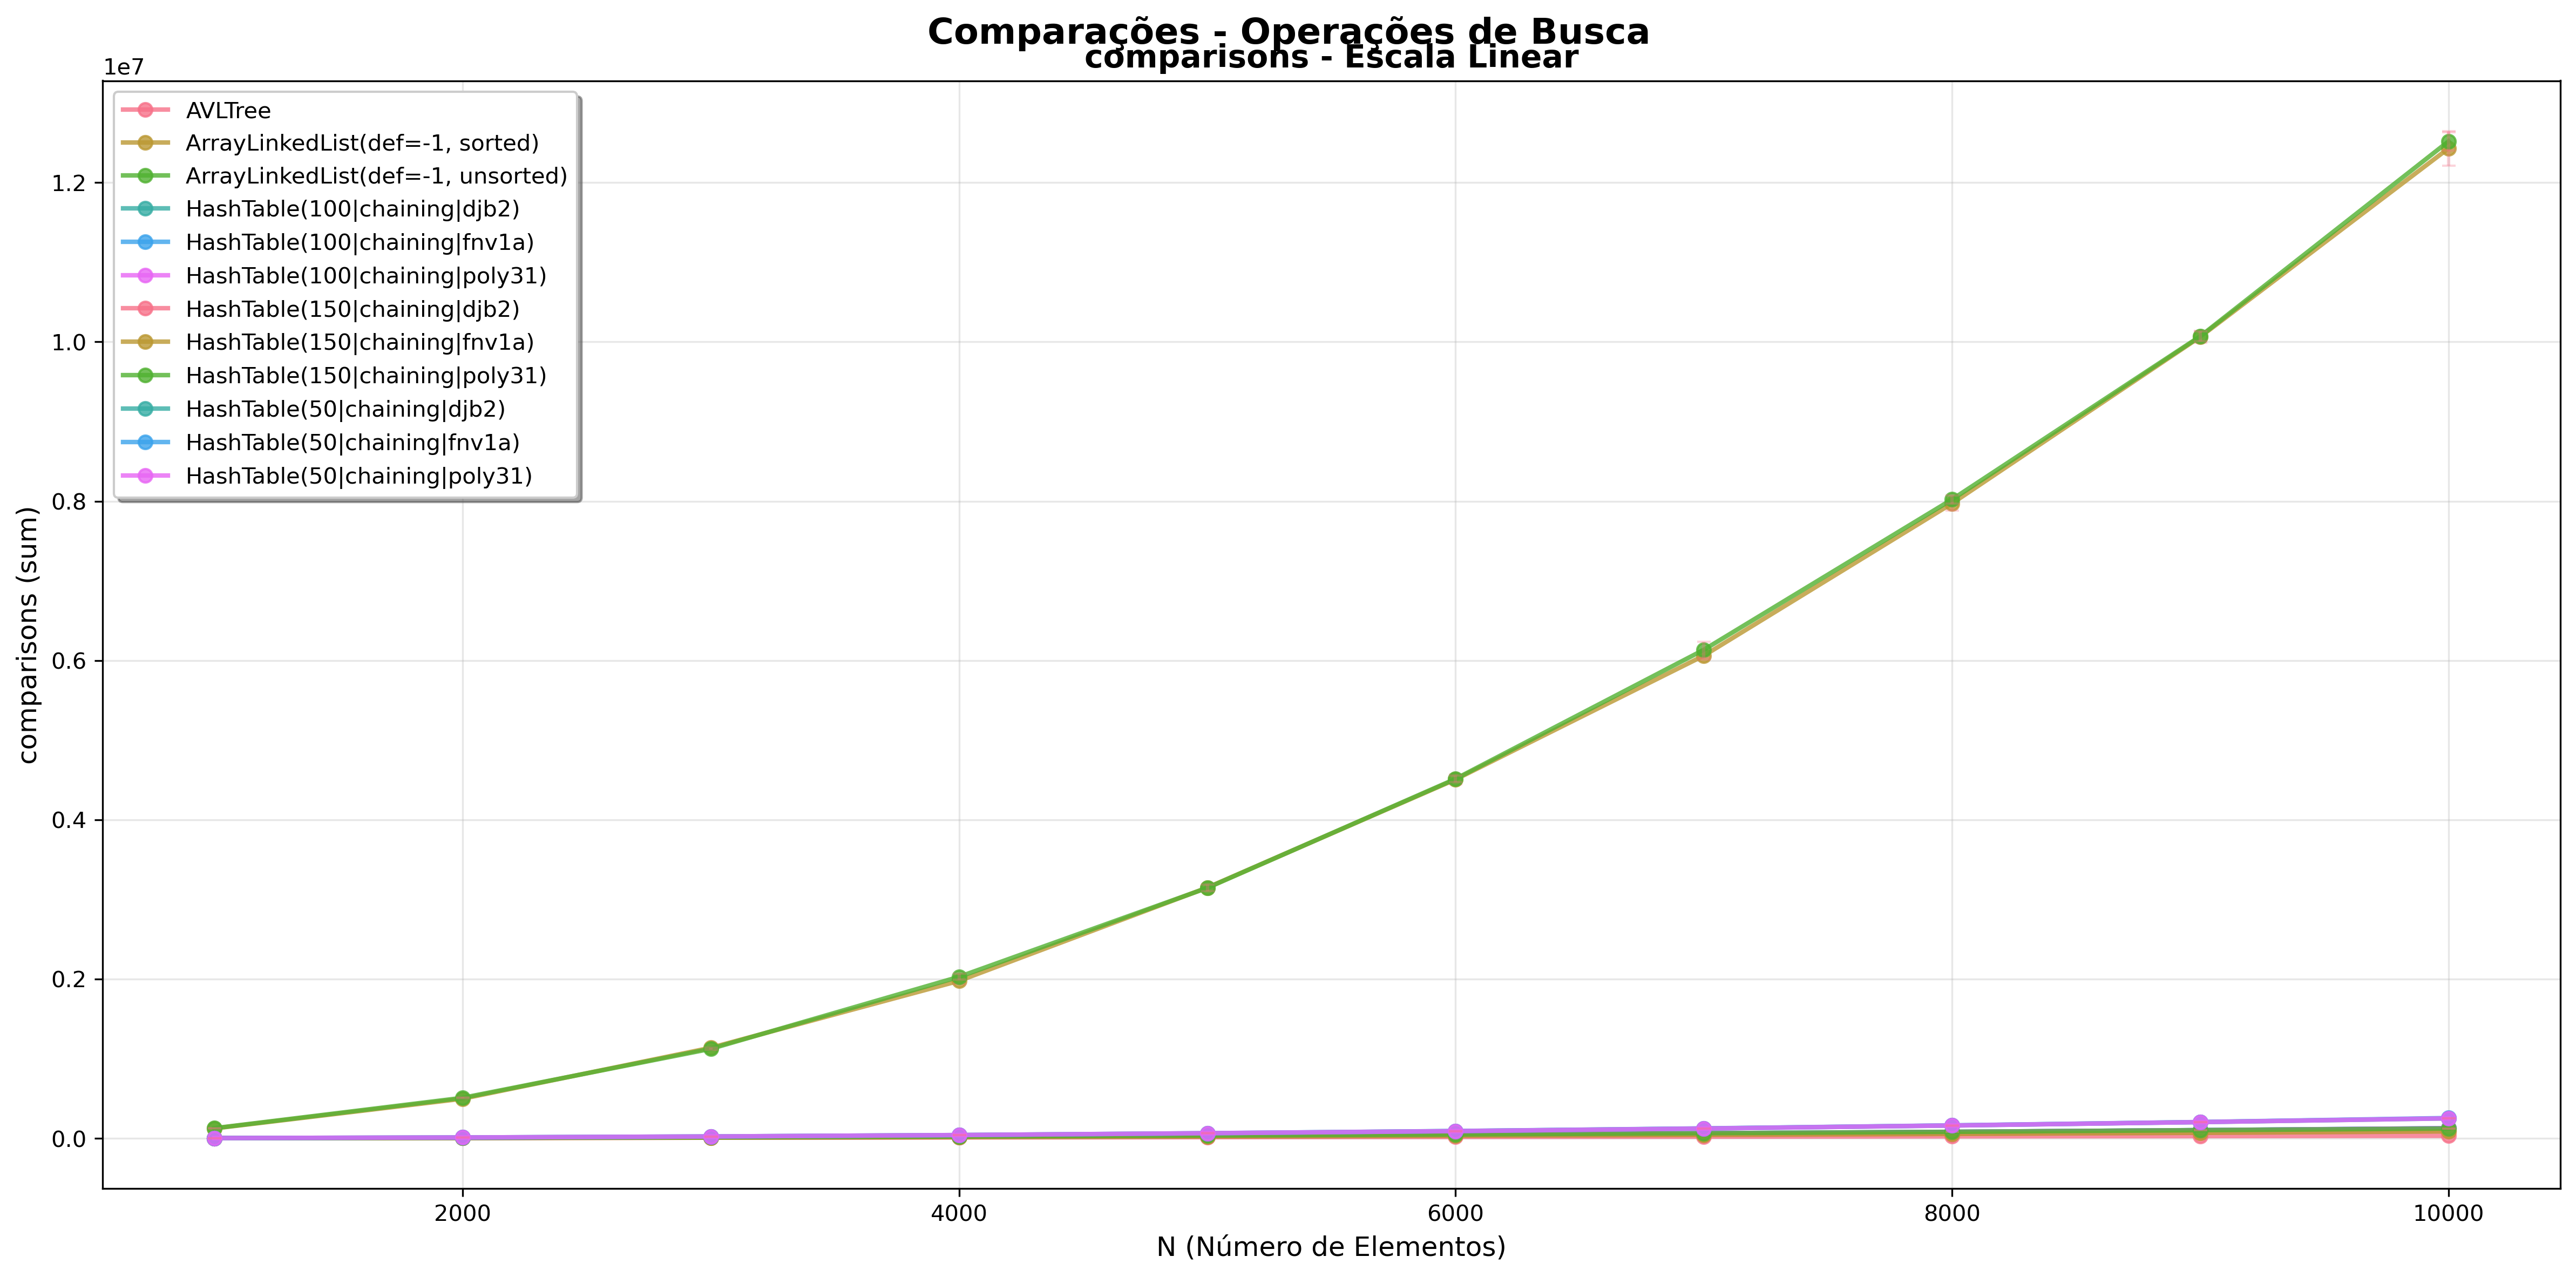 Comparações - Operações de Busca
comparisons - Escala Linear
1e7
AVLTree
ArrayLinkedList(def=-1, sorted)
ArrayLinkedList(def=-1, unsorted)
HashTable(100|chaining|djb2)
HashTable(100|chaining|fnv1a)
HashTable(100|chaining|poly31)
HashTable(150|chaining|djb2)
HashTable(150|chaining|fnv1a)
HashTable(150|chaining|poly31)
HashTable(50|chaining|djb2)
HashTable(50|chaining|fnv1a)
HashTable(50|chaining|poly31)
1.2
1.0
0.8
0.6
0.4
0.2
0.0
comparisons (sum)
2000 4000 6000 8000 10000
N (Número de Elementos)